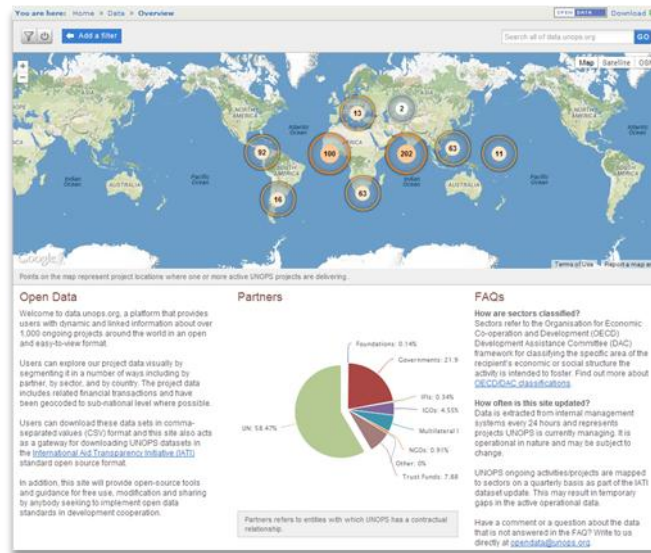 You are here: Home > Data > Overview
OPEN DATA Download
Add a filter
Search all of data.unops.org GO
Map Satellite OSM
13 2
92 100 202 63 11
16 63
NORTH AMERICA
SOUTH AMERICA
AFRICA
AUSTRALIA
Atlantic Ocean
Pacific Ocean
Indian Ocean
Google
Terms of Use Report a map e
Points on the map represent project locations where one or more active UNOPS projects are delivering.
Open Data
Welcome to data.unops.org, a platform that provides
users with dynamic and linked information about over
1,000 ongoing projects around the world in an open
and easy-to-view format.
Users can explore our project data visually by
segmenting it in a number of ways including by
partner, by sector, and by country. The project data
includes related financial transactions and have
been geocoded to sub-national level where possible.
Users can download these data sets in comma-
separated values (CSV) format and this site also acts
as a gateway for downloading UNOPS datasets in
the International Aid Transparency Initiative (IATI)
standard open source format.
In addition, this site will provide open-source tools
and guidance for free use, modification and sharing
by anybody seeking to implement open data
standards in development cooperation.
Partners
Foundations: 0.14%
Governments: 21.9
IFIs: 0.34%
IGOs: 4.55%
Multilateral I
NGOs: 0.91%
Other: 0%
Trust Funds: 7.88
UN: 58.47%
Partners refers to entities with which UNOPS has a contractual
relationship.
FAQs
How are sectors classified?
Sectors refer to the Organisation for Economic
Co-operation and Development (OECD)
Development Assistance Committee (DAC)
framework for classifying the specific area of the
recipient's economic or social structure the
activity is intended to foster. Find out more about
OECD/DAC classifications.
How often is this site updated?
Data is extracted from internal management
systems every 24 hours and represents
projects UNOPS is currently managing. It is
operational in nature and may be subject to
change.
UNOPS ongoing activities/projects are mapped
to sectors on a quarterly basis as part of the IATI
dataset update. This may result in temporary
gaps in the active operational data.
Have a comment or a question about the data
that is not answered in the FAQ? Write to us
directly at opendata@unops.org.